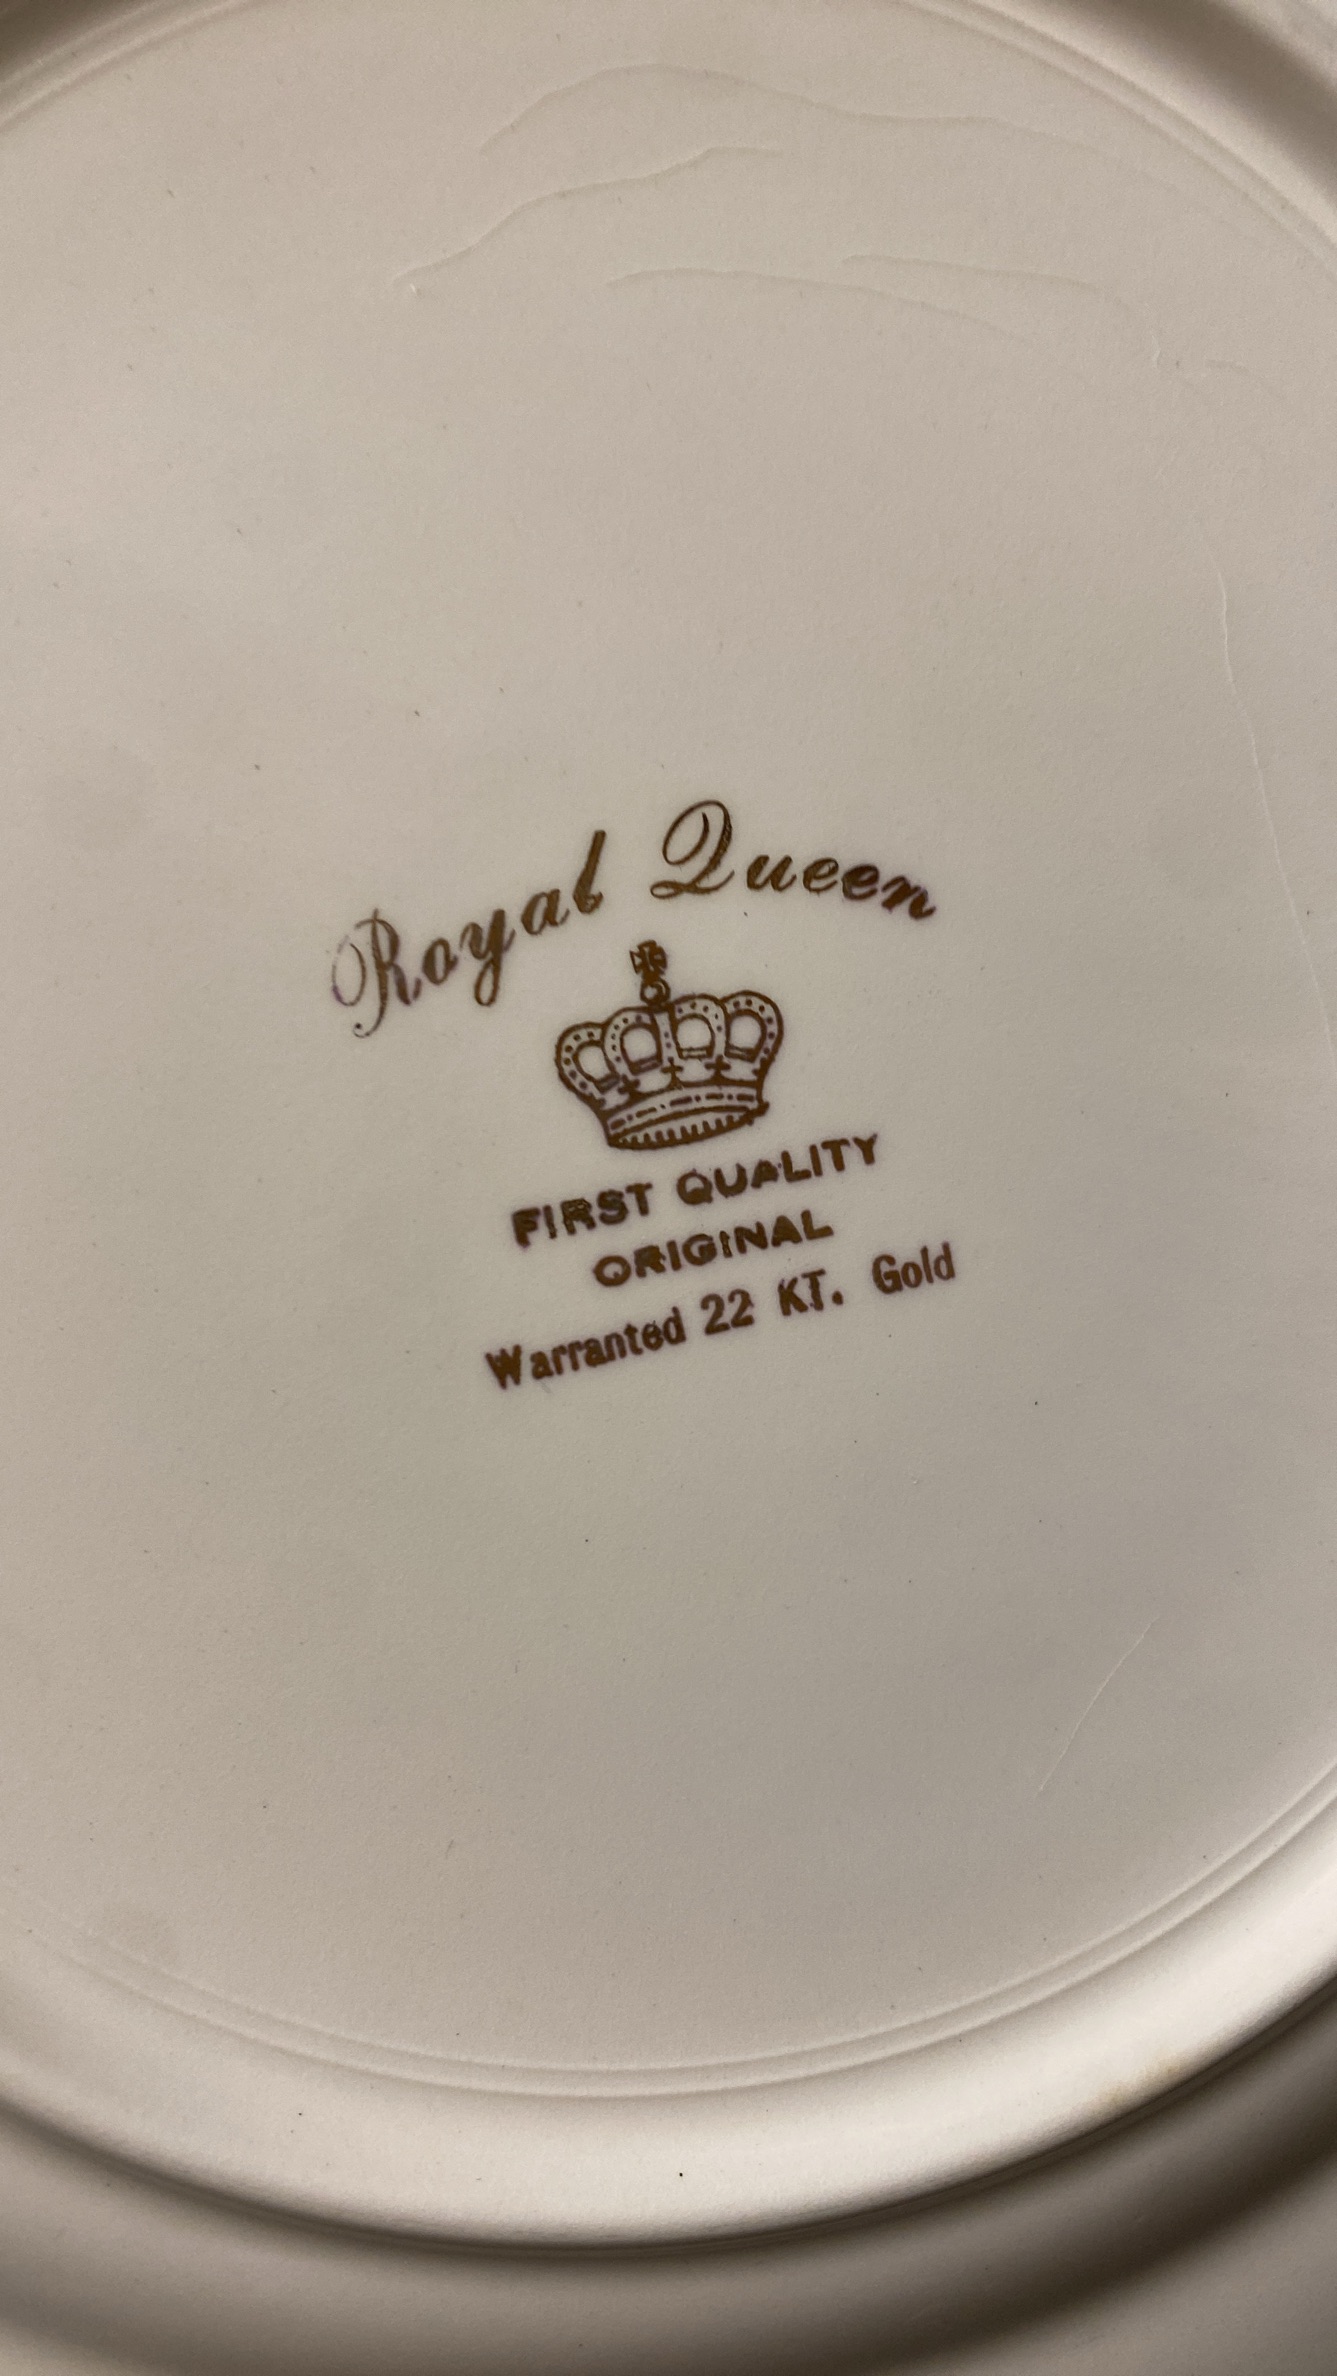 Royal Queen
FIRST QUALITY
ORIGINAL
Warranted 22 KT. Gold